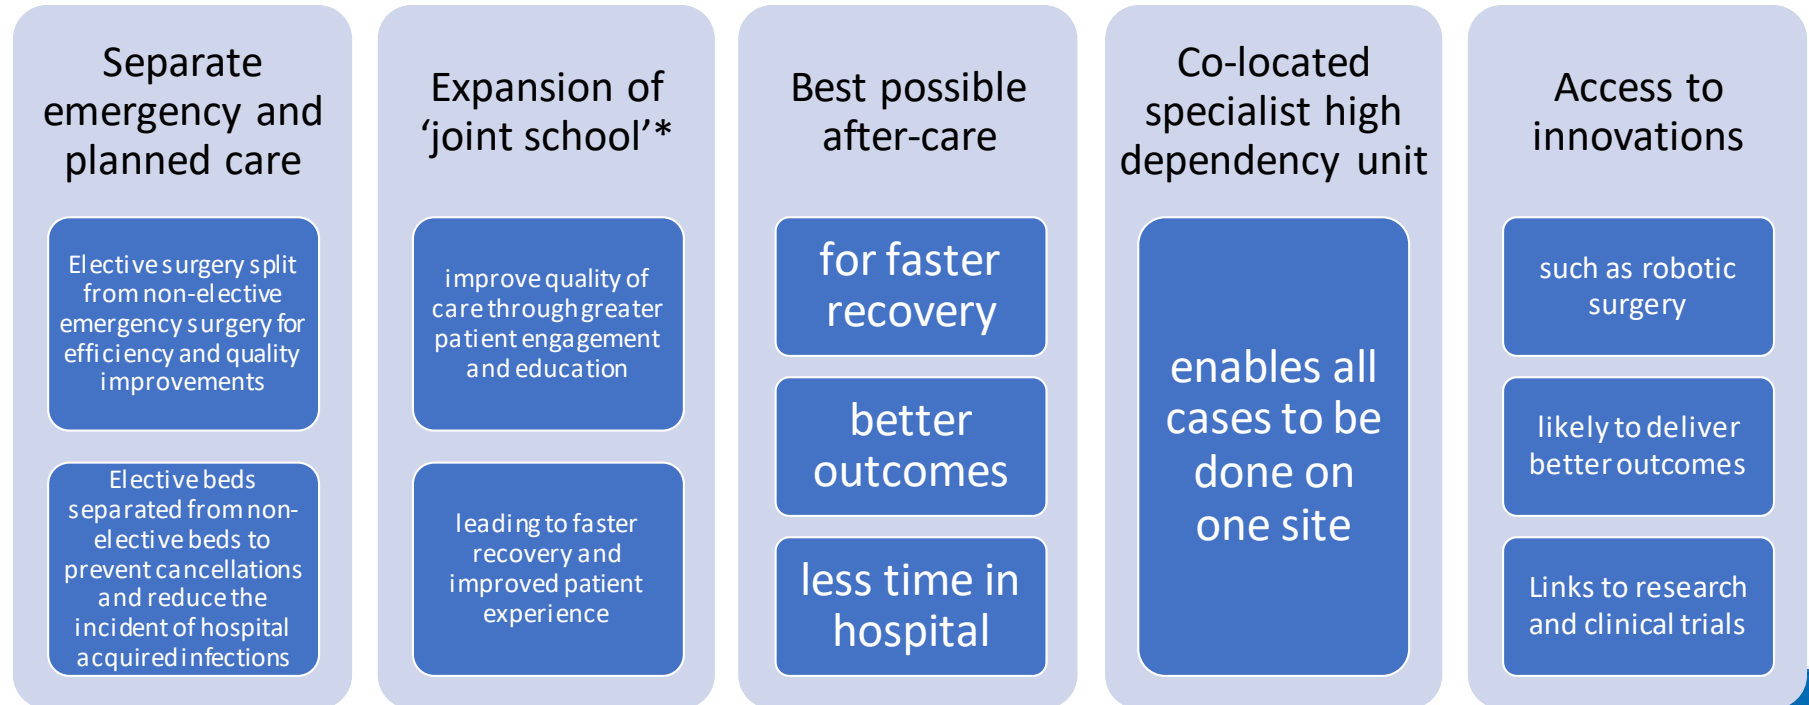 Separate
emergency and
planned care
Elective surgery split
from non-elective
emergency surgery for
efficiency and quality
improvements
Elective beds
separated from non-
elective beds to
prevent cancellations
and reduce the
incident of hospital
acquired infections
Expansion of
‘joint school’*
improve quality of
care through greater
patient engagement
and education
leading to faster
recovery and
improved patient
experience
Best possible
after-care
for faster
recovery
better
outcomes
less time in
hospital
Co-located
specialist high
dependency unit
enables all
cases to be
done on
one site
Access to
innovations
such as robotic
surgery
likely to deliver
better outcomes
Links to research
and clinical trials